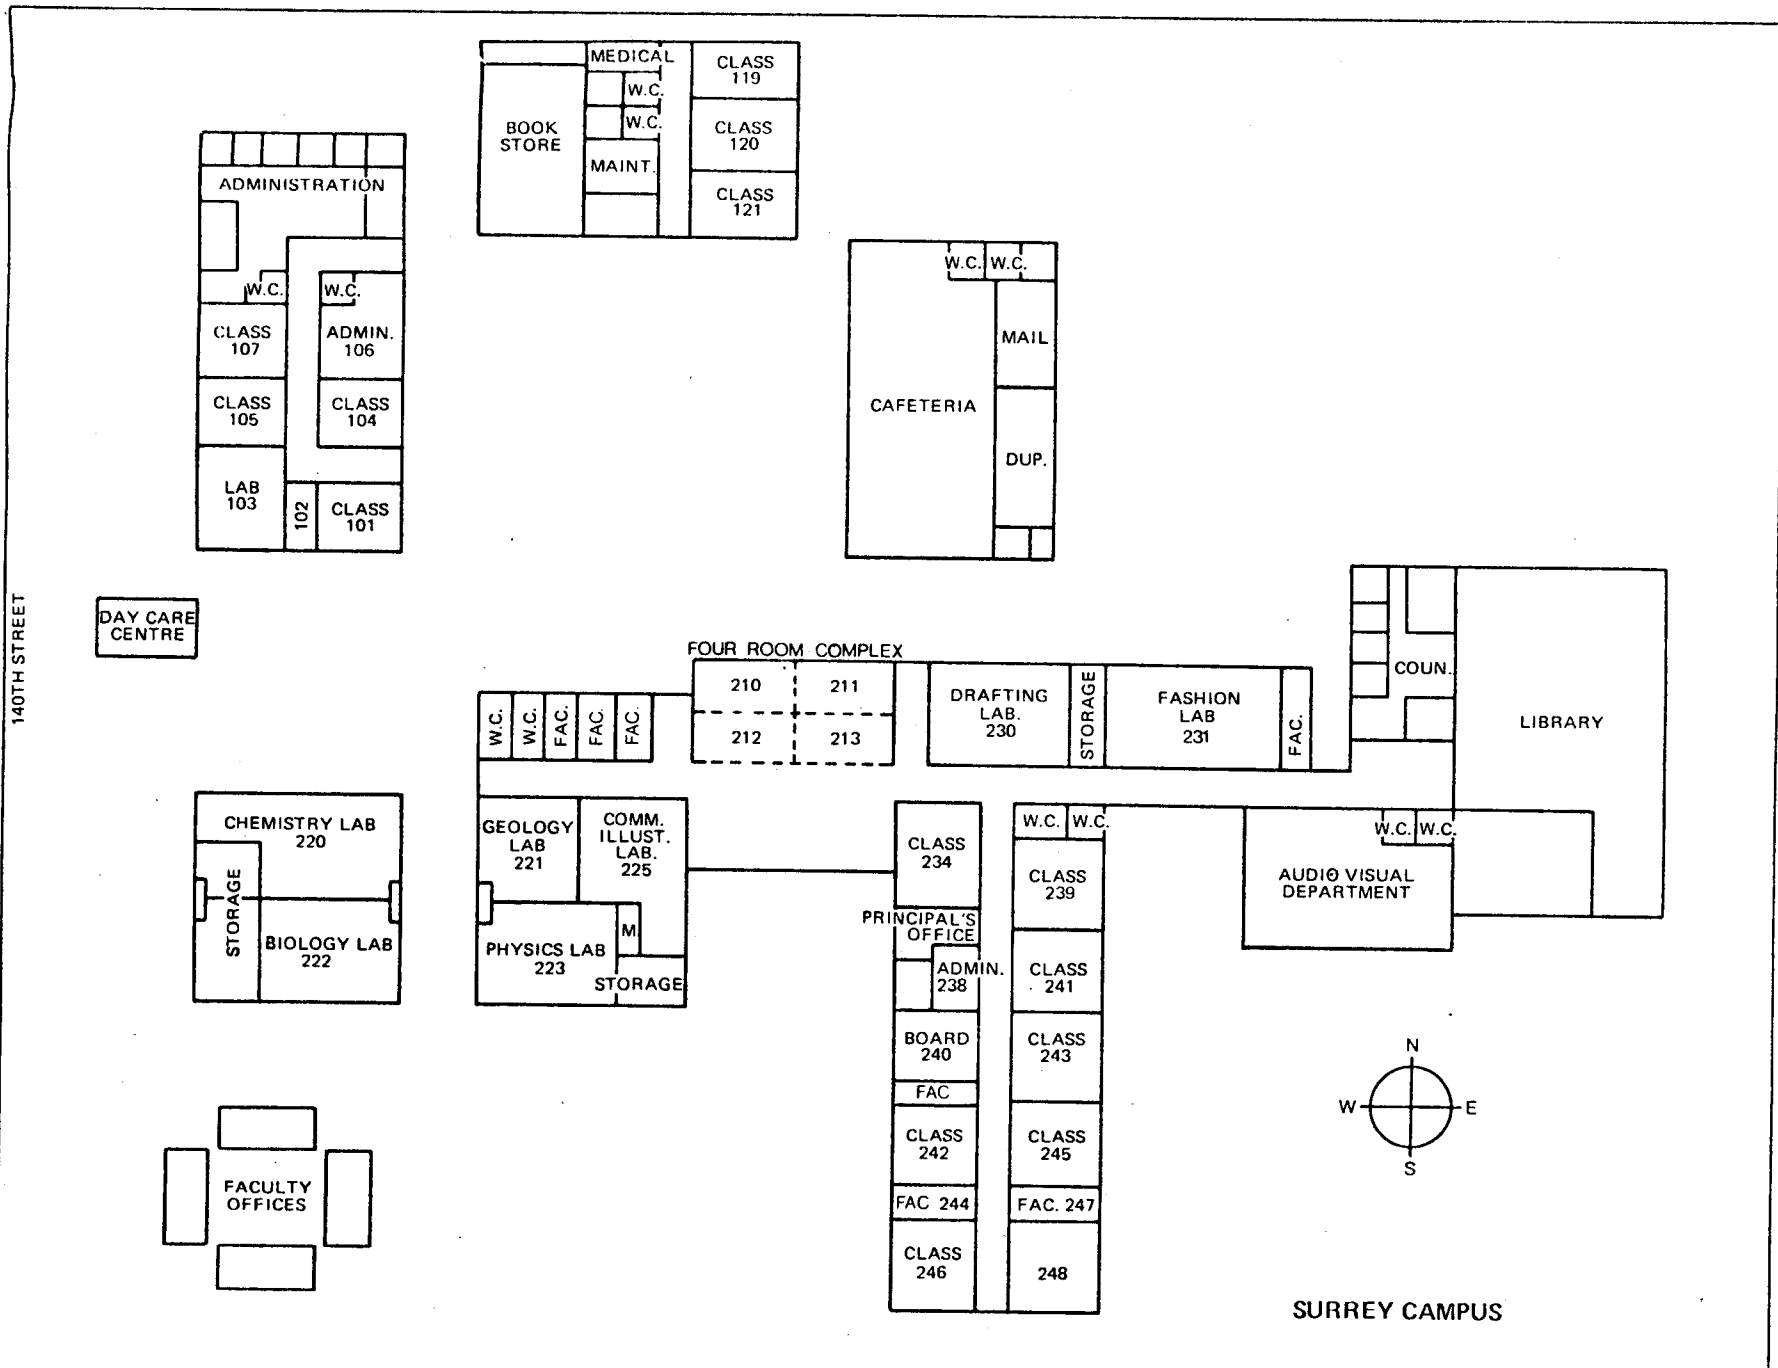 MEDICAL
W.C.
W.C.
BOOK
STORE
MAINT.
CLASS
119
CLASS
120
CLASS
121
ADMINISTRATION
W.C.
W.C.
CLASS
107
ADMIN.
106
CLASS
105
CLASS
104
LAB
103
102
CLASS
101
W.C.
W.C.
MAIL
CAFETERIA
DUP.
140TH STREET
DAY CARE
CENTRE
FOUR ROOM COMPLEX
210
211
212
213
W.C.
W.C.
FAC.
FAC.
FAC.
DRAFTING
LAB.
230
STORAGE
FASHION
LAB
231
FAC.
COUN.
LIBRARY
CHEMISTRY LAB
220
STORAGE
BIOLOGY LAB
222
GEOLOGY
LAB
221
COMM.
ILLUST.
LAB.
225
PHYSICS LAB
223
M.
STORAGE
CLASS
234
PRINCIPAL'S
OFFICE
ADMIN.
238
BOARD
240
FAC
CLASS
242
FAC 244
CLASS
246
W.C.
W.C.
CLASS
239
CLASS
241
CLASS
243
CLASS
245
FAC. 247
248
W.C.
W.C.
AUDIO VISUAL
DEPARTMENT
FACULTY
OFFICES
N
W
E
S
SURREY CAMPUS